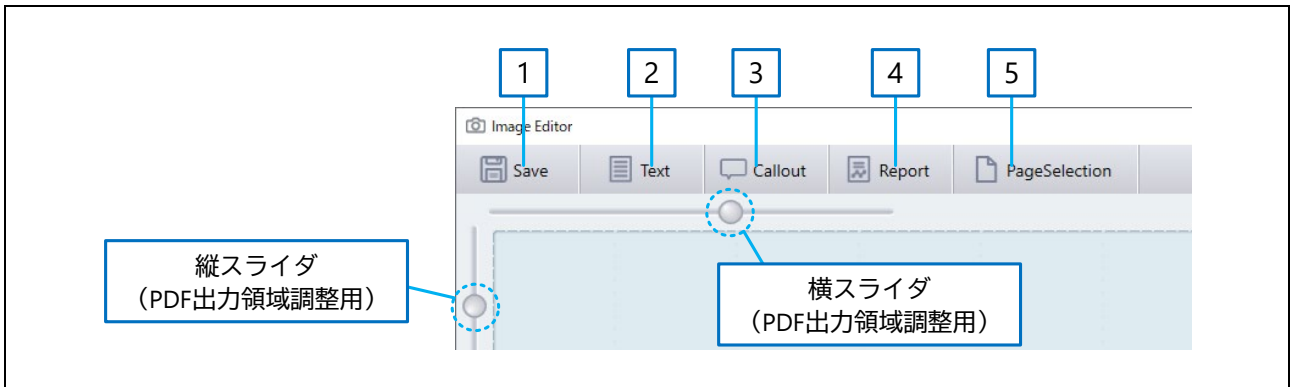 1
2
3
4
5
Image Editor
Save
Text
Callout
Report
PageSelection
縦スライダ
（PDF出力領域調整用）
横スライダ
（PDF出力領域調整用）